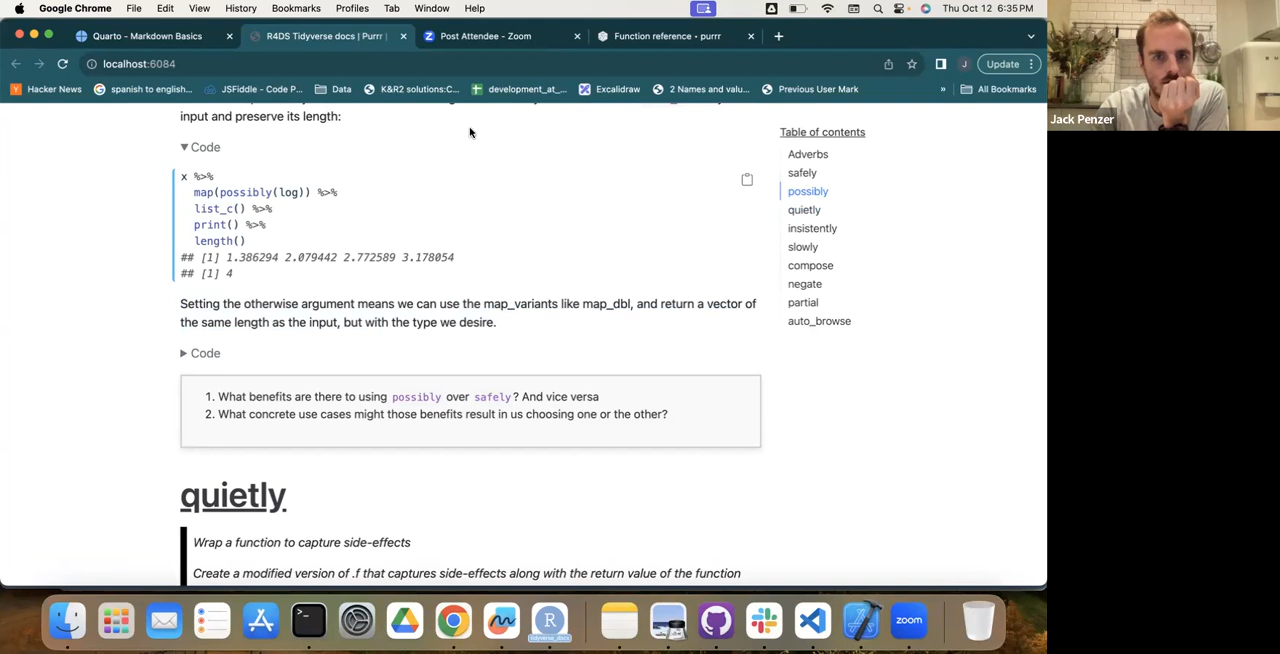 Google Chrome File Edit View History Bookmarks Profiles Tab Window Help Thu Oct 12 6:35 PM
Quarto - Markdown Basics
R4DS Tidyverse docs | Purrr |
Post Attendee - Zoom
Function reference • purrr
localhost:6084
J
Update
Hacker News
spanish to english...
JSFiddle - Code P...
Data
K&R2 solutions:C...
development_at_...
Excalidraw
2 Names and valu...
Previous User Mark
»
All Bookmarks
Jack Penzer
input and preserve its length:
Code
x %>%
map(possibly(log)) %>%
list_c() %>%
print() %>%
length()
## [1] 1.386294 2.079442 2.772589 3.178054
## [1] 4
Setting the otherwise argument means we can use the map_variants like map_dbl, and return a vector of
the same length as the input, but with the type we desire.
Code
1. What benefits are there to using possibly over safely? And vice versa
2. What concrete use cases might those benefits result in us choosing one or the other?
quietly
Wrap a function to capture side-effects
Create a modified version of .f that captures side-effects along with the return value of the function
Table of contents
Adverbs
safely
possibly
quietly
insistently
slowly
compose
negate
partial
auto_browse
R
Tidyverse_docs
zoom